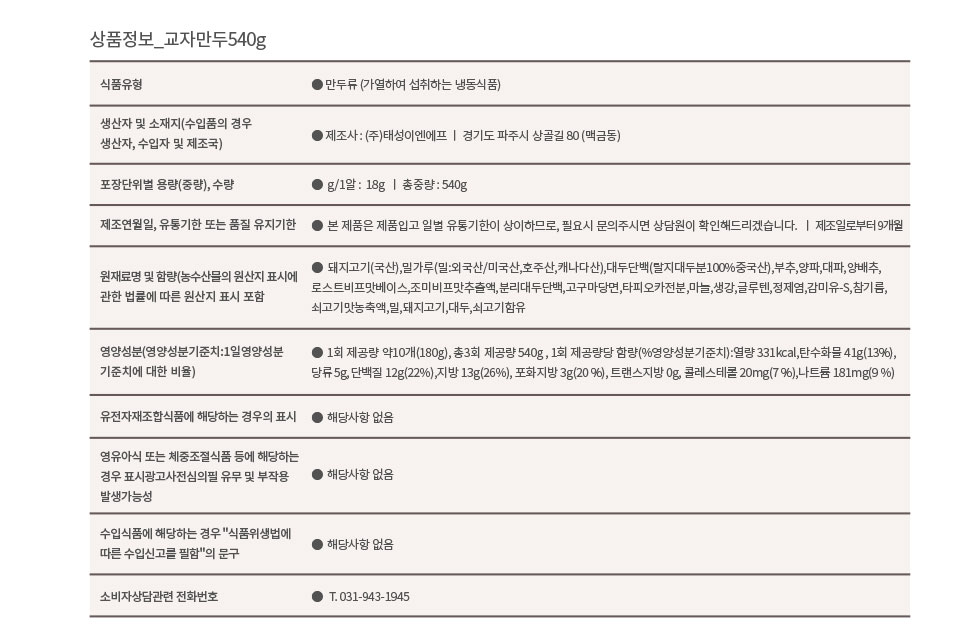 상품정보_교자만두540g
식품유형
● 만두류 (가열하여 섭취하는 냉동식품)
생산자 및 소재지(수입품의 경우
생산자, 수입자 및 제조국)
● 제조사 : (주)태성이엔에프 ㅣ 경기도 파주시 상골길 80 (맥금동)
포장단위별 용량(중량), 수량
● g/1알 : 18g ㅣ 총중량 : 540g
제조연월일, 유통기한 또는 품질 유지기한
● 본 제품은 제품입고 일별 유통기한이 상이하므로, 필요시 문의주시면 상담원이 확인해드리겠습니다. ㅣ 제조일로부터 9개월
원재료명 및 함량(농수산물의 원산지 표시에
관한 법률에 따른 원산지 표시 포함
● 돼지고기(국산),밀가루(밀:외국산/미국산,호주산,캐나다산),대두단백(탈지대두분100%중국산),부추,양파,대파,양배추,
로스트비프맛베이스,조미비프맛추출액,분리대두단백,고구마당면,타피오카전분,마늘,생강,글루텐,정제염,감미유-S,참기름,
쇠고기맛농축액,밀,돼지고기,대두,쇠고기함유
영양성분(영양성분기준치:1일영양성분
기준치에 대한 비율)
● 1회 제공량 약10개(180g), 총3회 제공량 540g , 1회 제공량당 함량(%영양성분기준치):열량 331kcal,탄수화물 41g(13%),
당류 5g, 단백질 12g(22%),지방 13g(26%), 포화지방 3g(20 %), 트랜스지방 0g, 콜레스테롤 20mg(7 %),나트륨 181mg(9 %)
유전자재조합식품에 해당하는 경우의 표시
● 해당사항 없음
영유아식 또는 체중조절식품 등에 해당하는
경우 표시광고사전심의필 유무 및 부작용
발생가능성
● 해당사항 없음
수입식품에 해당하는 경우 "식품위생법에
따른 수입신고를 필함"의 문구
● 해당사항 없음
소비자상담관련 전화번호
● T. 031-943-1945